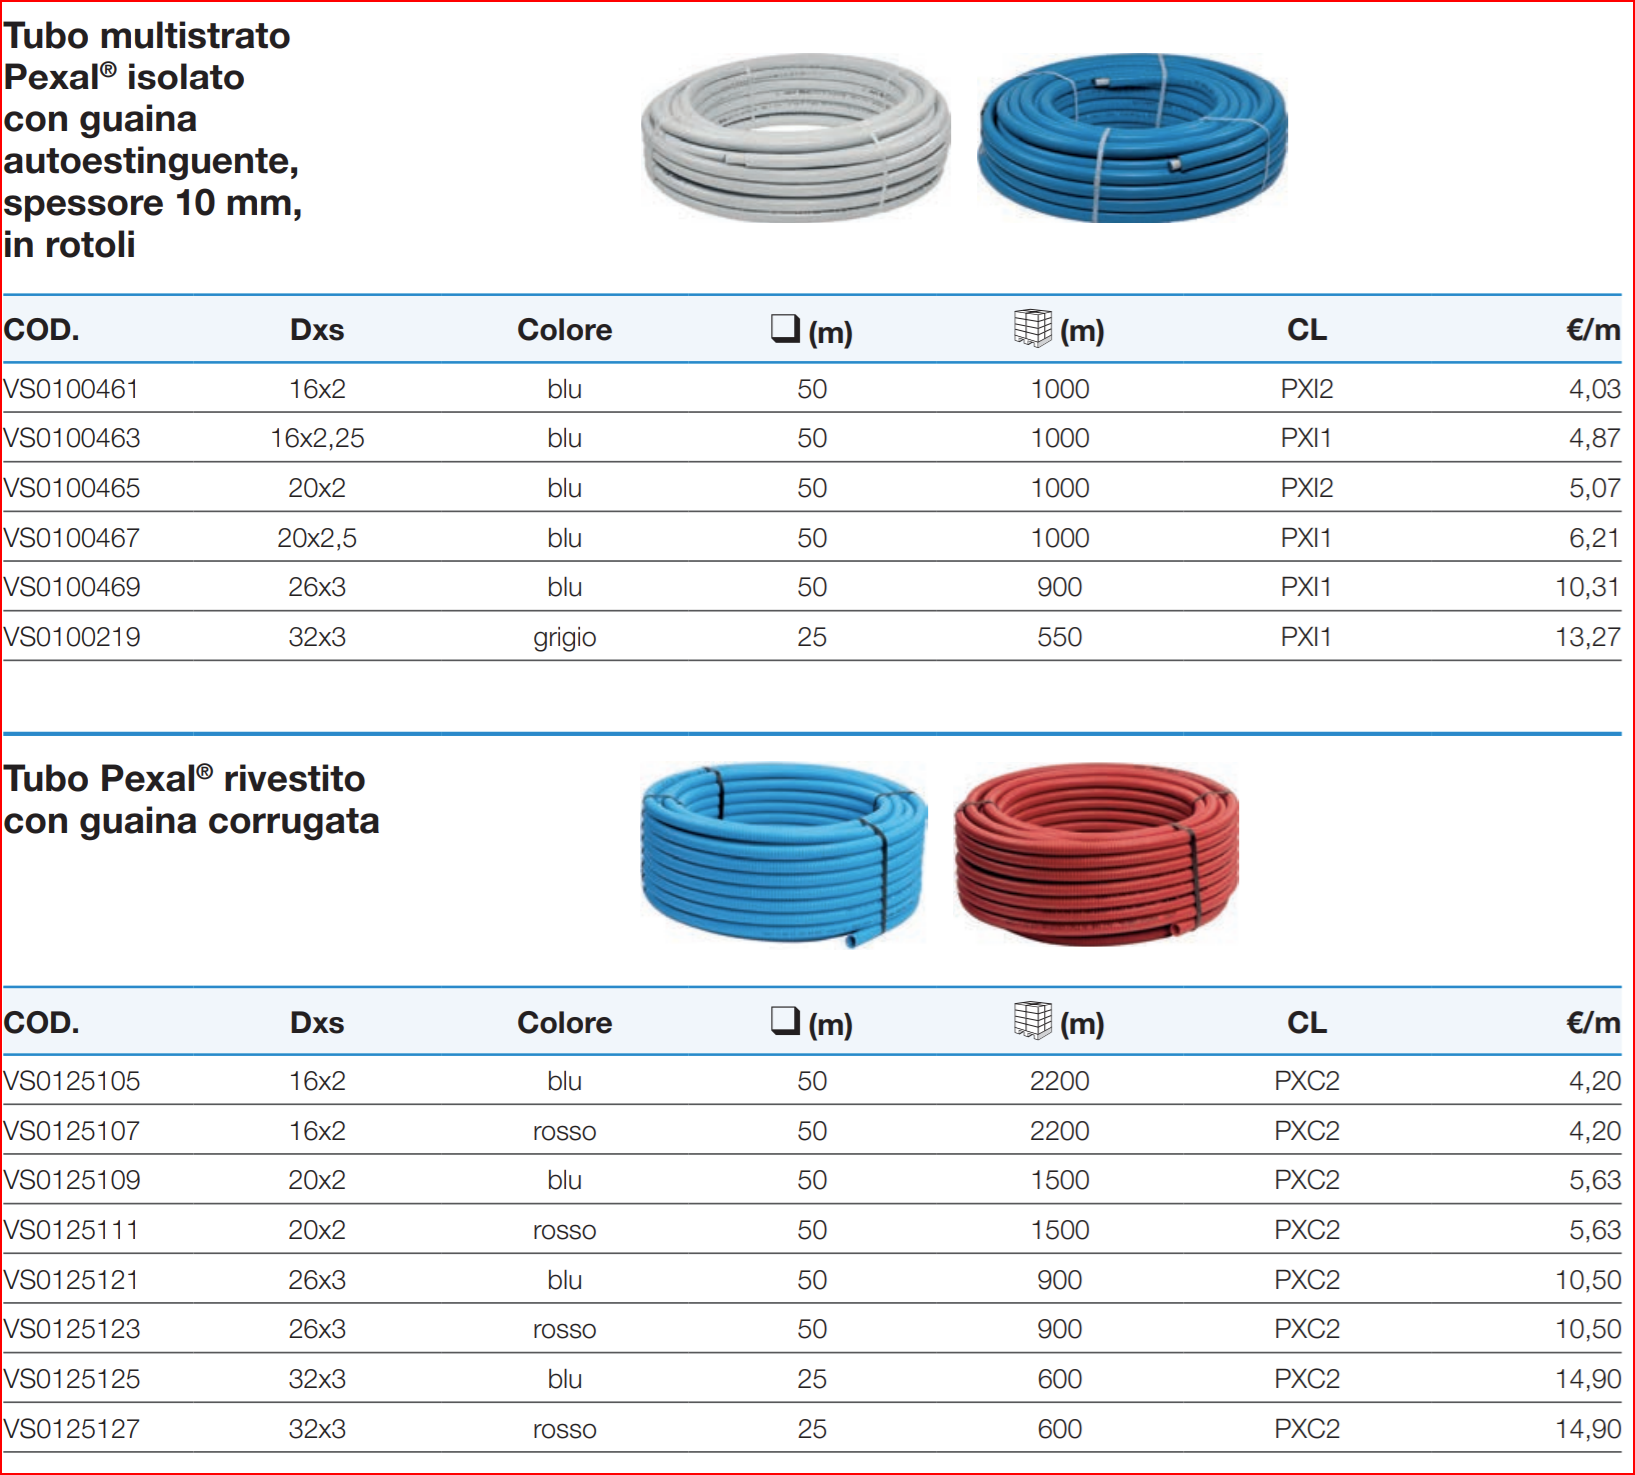 Tubo multistrato
Pexal® isolato
con guaina
autoestinguente,
spessore 10 mm,
in rotoli
COD. Dxs Colore (m) (m) CL €/m
VS0100461 16x2 blu 50 1000 PXI2 4,03
VS0100463 16x2,25 blu 50 1000 PXI1 4,87
VS0100465 20x2 blu 50 1000 PXI2 5,07
VS0100467 20x2,5 blu 50 1000 PXI1 6,21
VS0100469 26x3 blu 50 900 PXI1 10,31
VS0100219 32x3 grigio 25 550 PXI1 13,27
Tubo Pexal® rivestito
con guaina corrugata
COD. Dxs Colore (m) (m) CL €/m
VS0125105 16x2 blu 50 2200 PXC2 4,20
VS0125107 16x2 rosso 50 2200 PXC2 4,20
VS0125109 20x2 blu 50 1500 PXC2 5,63
VS0125111 20x2 rosso 50 1500 PXC2 5,63
VS0125121 26x3 blu 50 900 PXC2 10,50
VS0125123 26x3 rosso 50 900 PXC2 10,50
VS0125125 32x3 blu 25 600 PXC2 14,90
VS0125127 32x3 rosso 25 600 PXC2 14,90